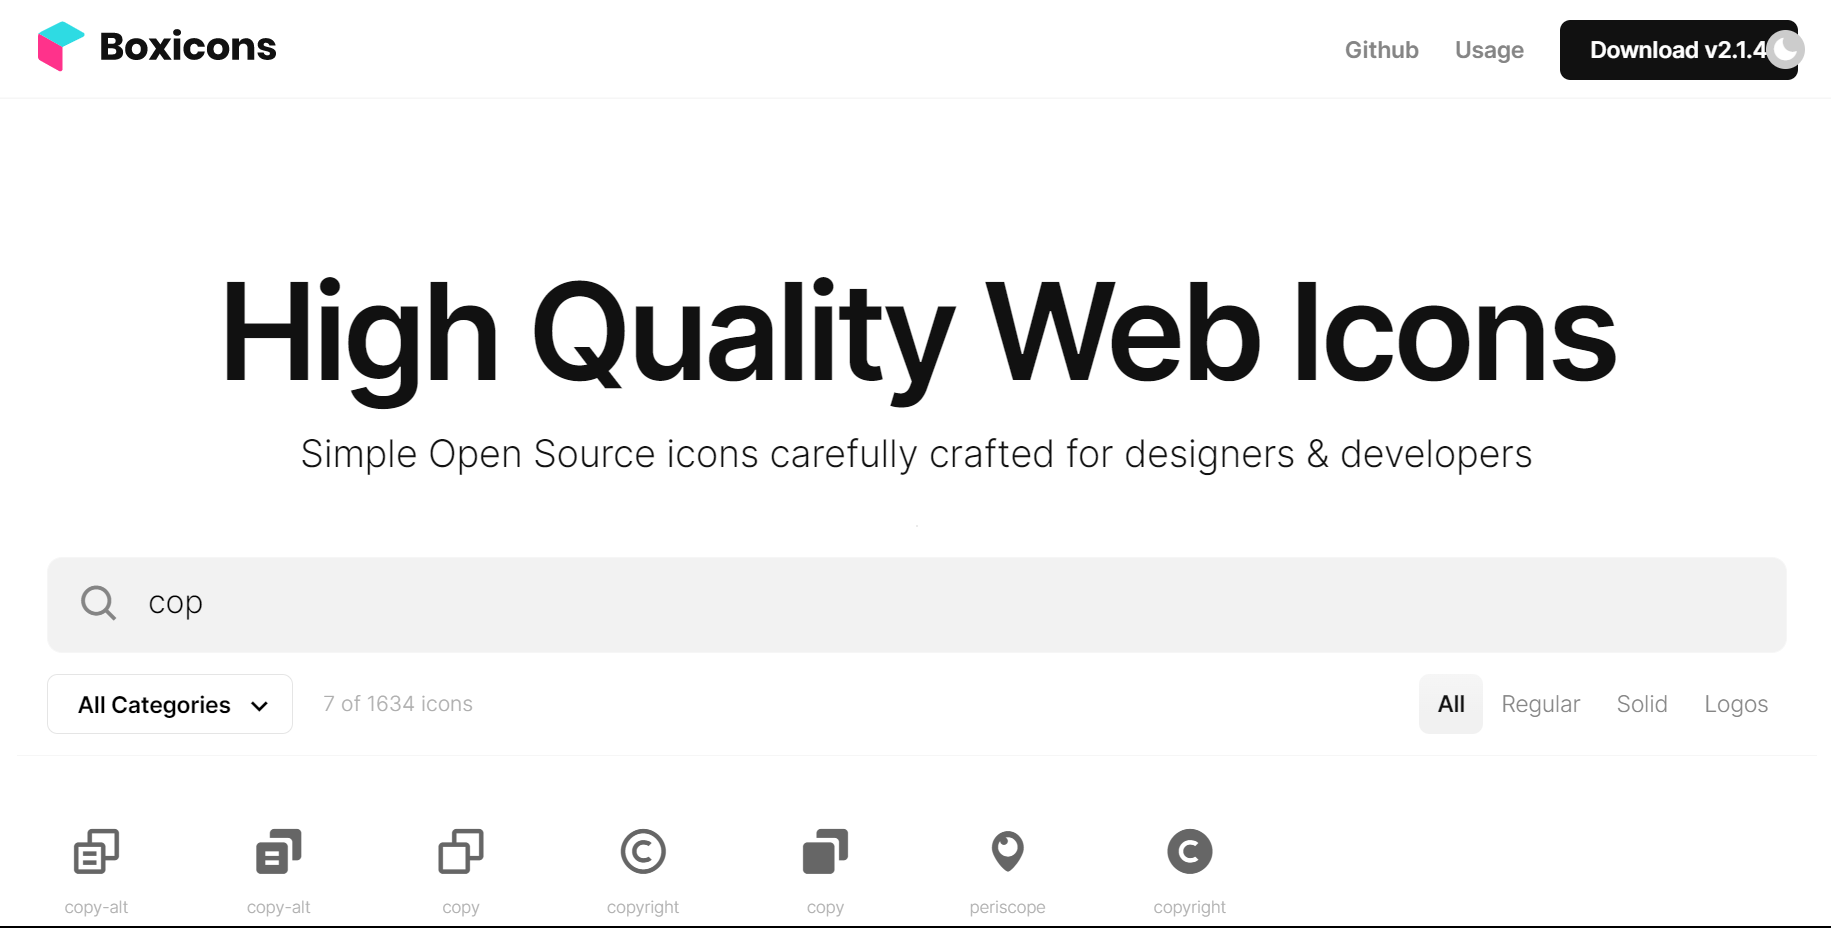 Boxicons
Github
Usage
Download v2.1.4
High Quality Web Icons
Simple Open Source icons carefully crafted for designers & developers
cop
All Categories
7 of 1634 icons
All
Regular
Solid
Logos
copy-alt
copy-alt
copy
copyright
copy
periscope
copyright